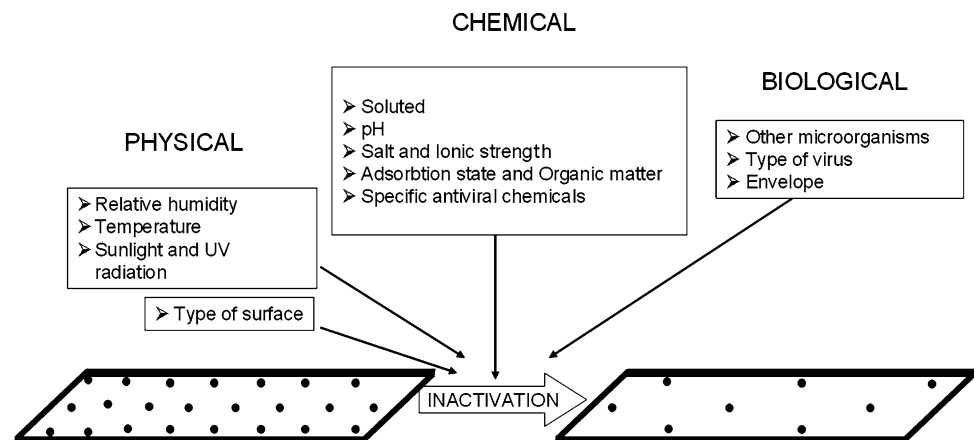 CHEMICAL
➢ Soluted
➢ pH
➢ Salt and Ionic strength
➢ Adsorbtion state and Organic matter
➢ Specific antiviral chemicals
BIOLOGICAL
➢ Other microorganisms
➢ Type of virus
➢ Envelope
PHYSICAL
➢ Relative humidity
➢ Temperature
➢ Sunlight and UV
radiation
➢ Type of surface
INACTIVATION